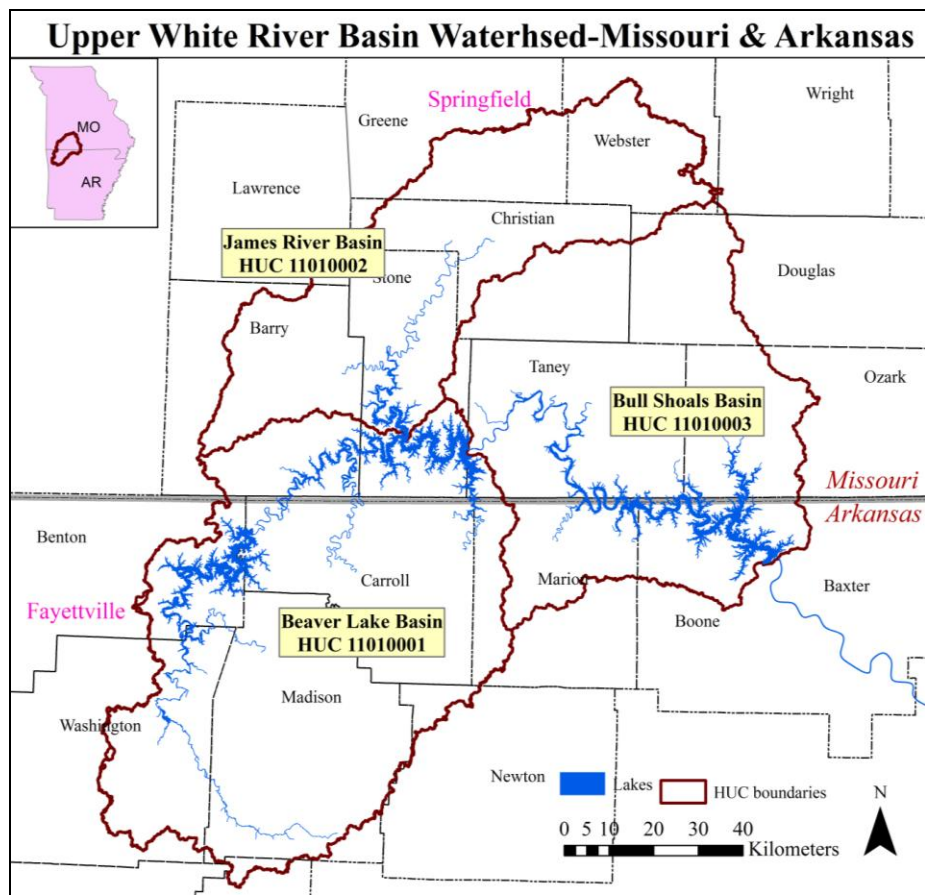 Upper White River Basin Waterhsed-Missouri & Arkansas
MO
AR
Springfield
Wright
Greene
Webster
Lawrence
Christian
James River Basin
HUC 11010002
Stone
Douglas
Barry
Taney
Ozark
Bull Shoals Basin
HUC 11010003
Missouri
Arkansas
Benton
Carroll
Marion
Baxter
Fayettville
Beaver Lake Basin
HUC 11010001
Boone
Madison
Washington
Newton
Lakes
HUC boundaries
N
0 5 10 20 30 40
Kilometers